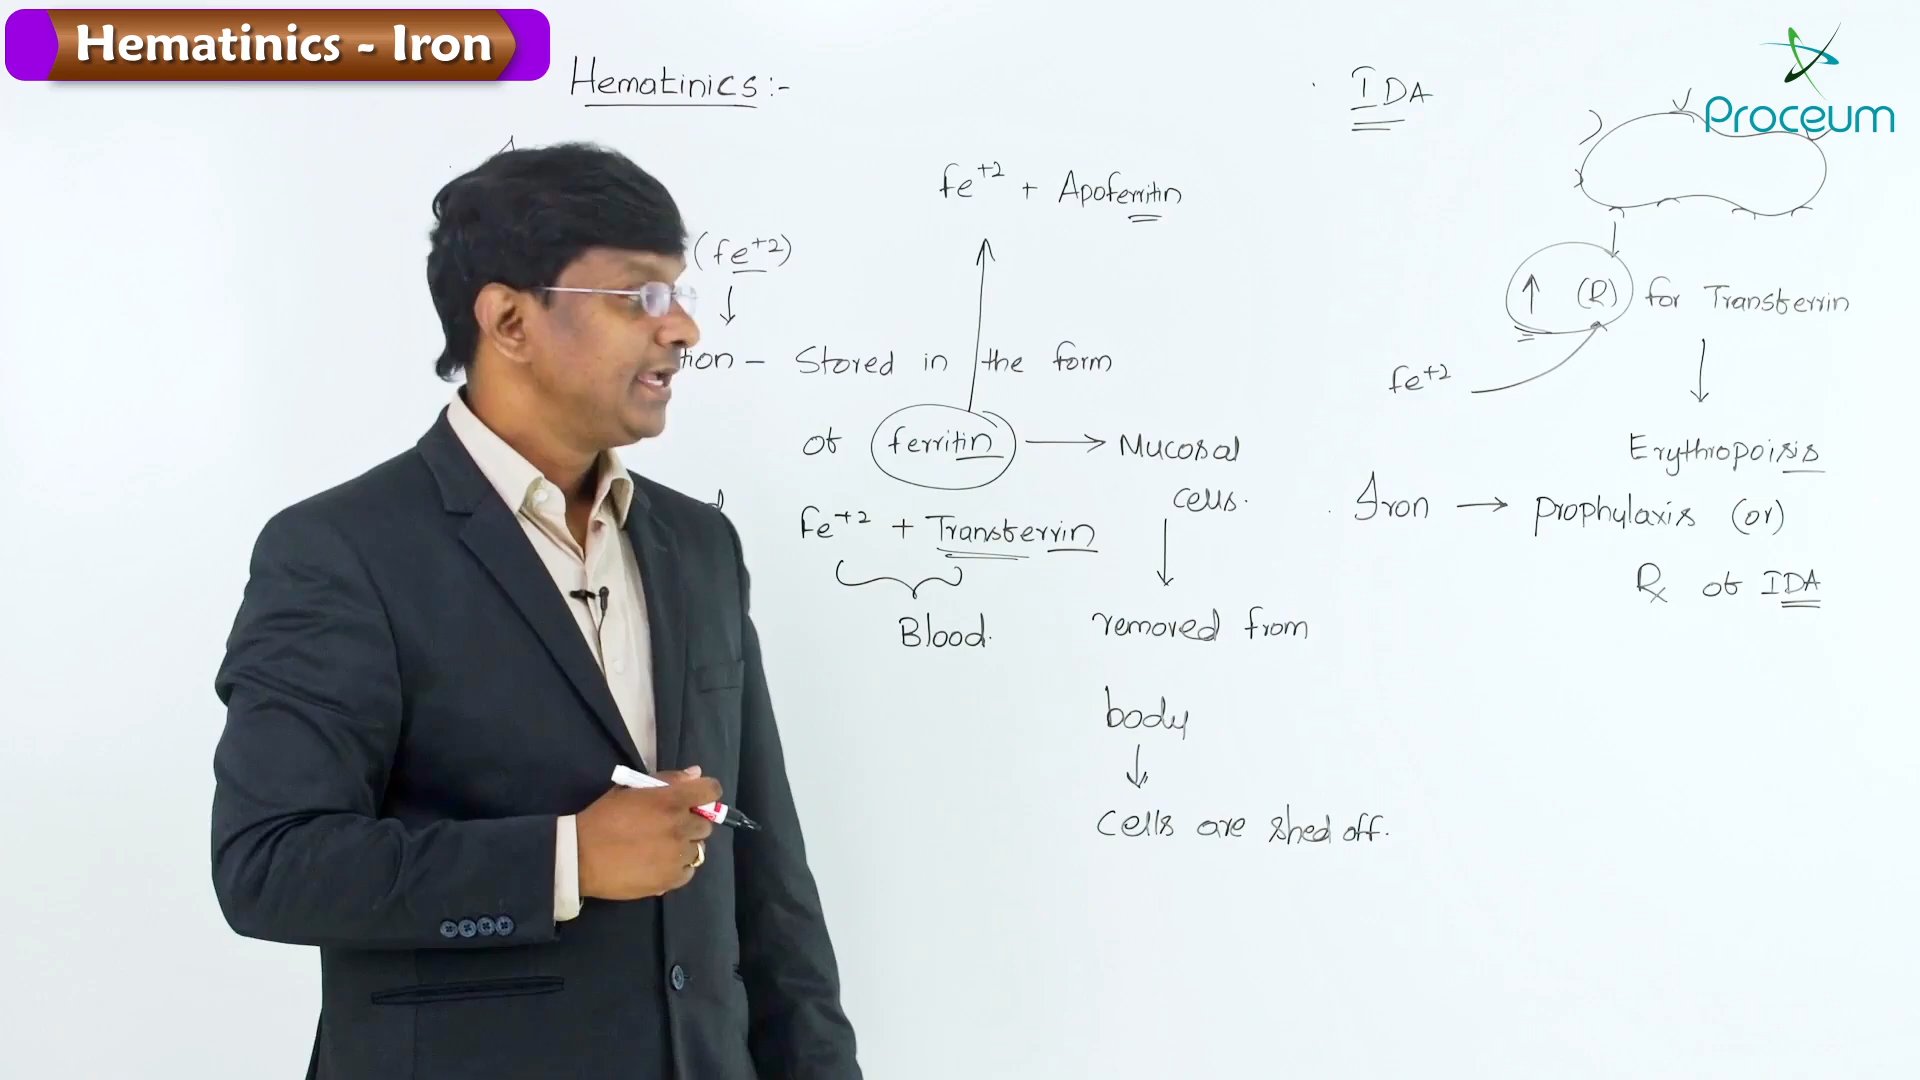 Hematinics - Iron
Proceum
Hematinics :-
Fe+2 + Apoferritin
(Fe+2)
tion - Stored in the form
of ferritin → Mucosal
cells.
Fe+2 + Transferrin
Blood.
removed from
body
cells are shed off.
IDA
↑ (R) for Transferrin
Fe+2
Erythropoisis
Iron → prophylaxis (or)
Rx of IDA